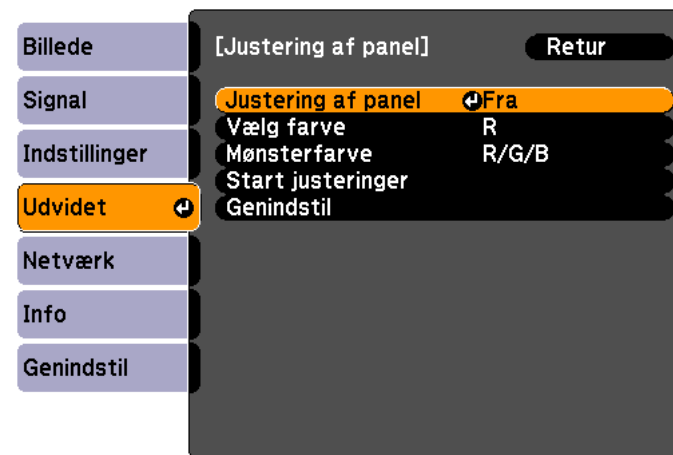 Billede
Signal
Indstillinger
Udvidet
Netværk
Info
Genindstil
[Justering af panel] Retur
Justering af panel Fra
Vælg farve R
Mønsterfarve R/G/B
Start justeringer
Genindstil